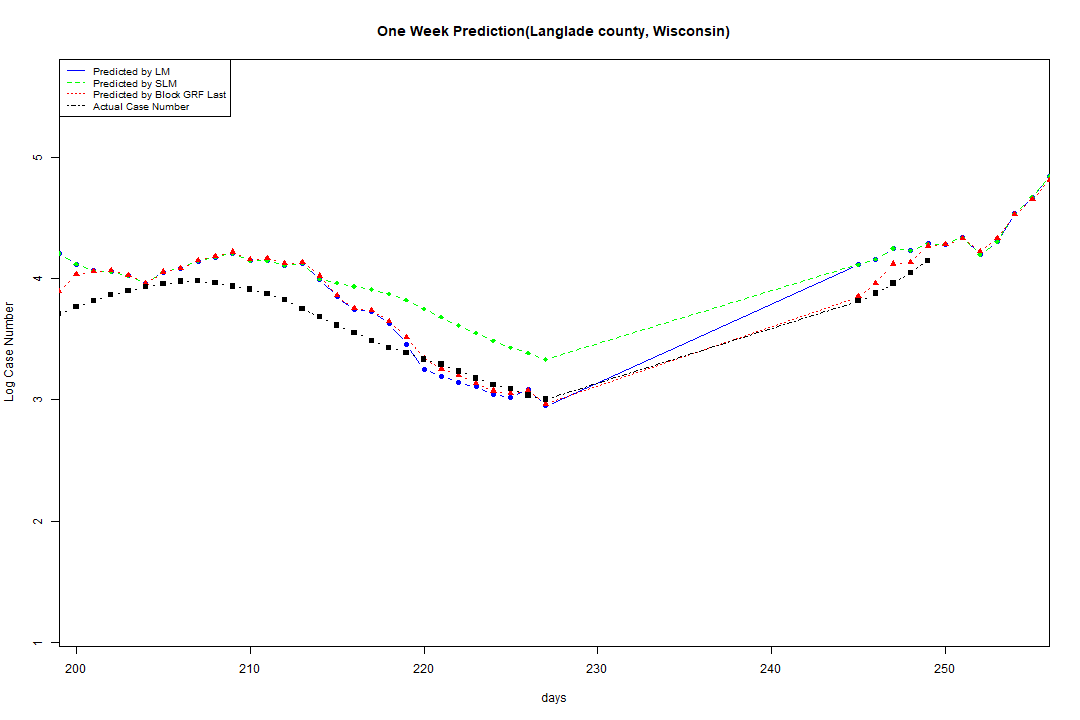 One Week Prediction(Langlade county, Wisconsin)
Predicted by LM
Predicted by SLM
Predicted by Block GRF Last
Actual Case Number
5
4
3
2
1
Log Case Number
200 210 220 230 240 250
days